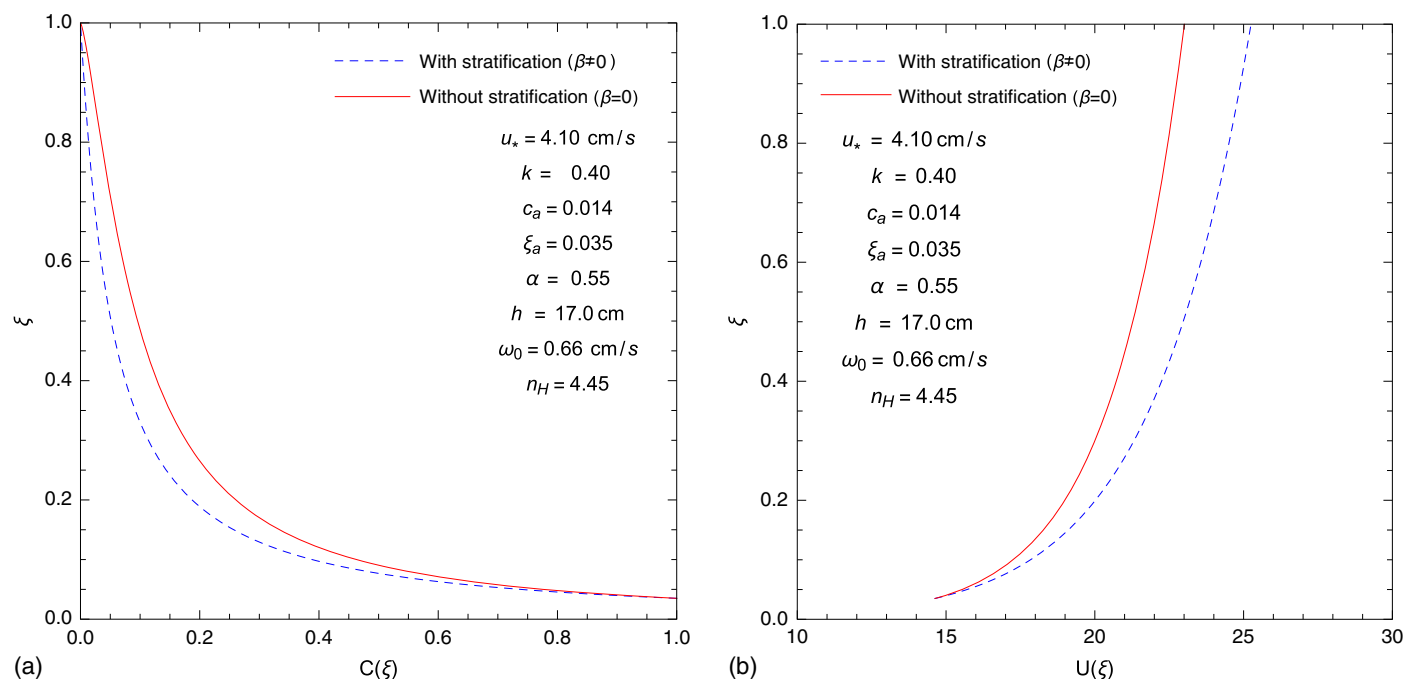 With stratification (β≠0)
Without stratification (β=0)
u* = 4.10 cm/s
k = 0.40
cₐ = 0.014
ξₐ = 0.035
α = 0.55
h = 17.0 cm
ω₀ = 0.66 cm/s
n_H = 4.45
1.0
0.8
0.6
0.4
0.2
0.0
ξ
0.0 0.2 0.4 0.6 0.8 1.0
(a) C(ξ)
With stratification (β≠0)
Without stratification (β=0)
u* = 4.10 cm/s
k = 0.40
cₐ = 0.014
ξₐ = 0.035
α = 0.55
h = 17.0 cm
ω₀ = 0.66 cm/s
n_H = 4.45
1.0
0.8
0.6
0.4
0.2
0.0
ξ
10 15 20 25 30
(b) U(ξ)